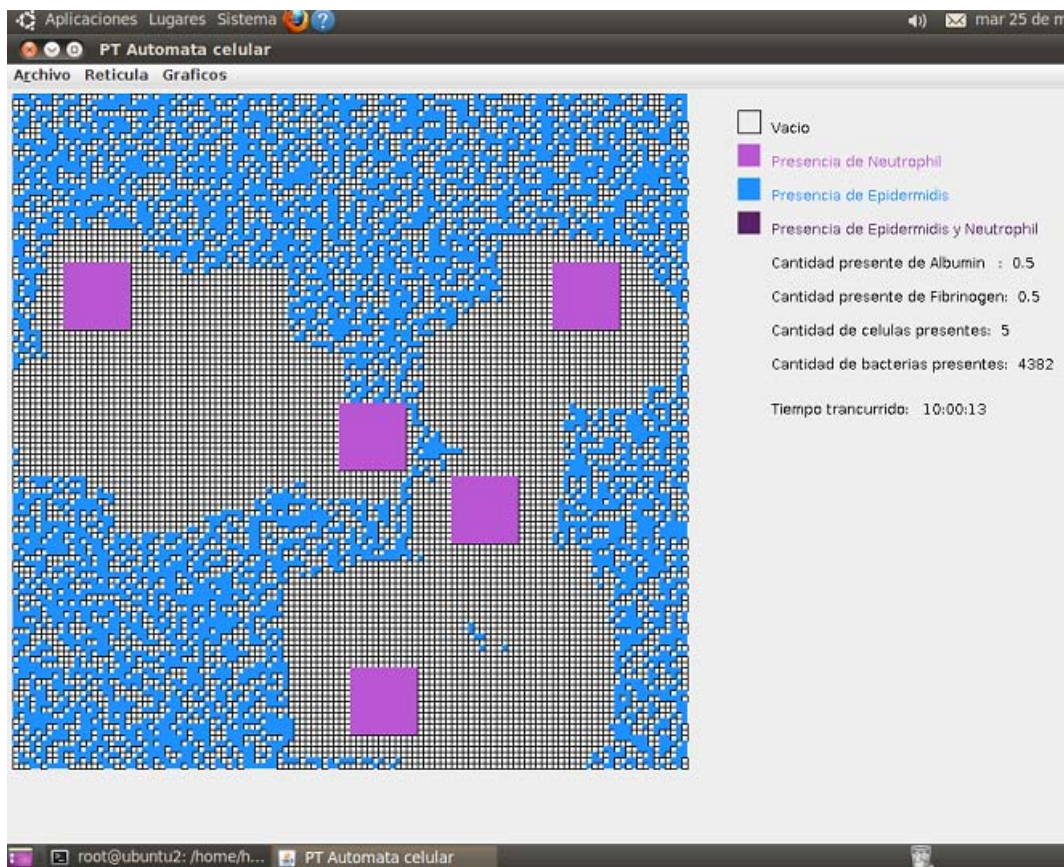 Aplicaciones Lugares Sistema ? mar 25 de m
PT Automata celular
Archivo Reticula Graficos
Vacio
Presencia de Neutrophil
Presencia de Epidermidis
Presencia de Epidermidis y Neutrophil
Cantidad presente de Albumin : 0.5
Cantidad presente de Fibrinogen: 0.5
Cantidad de celulas presentes: 5
Cantidad de bacterias presentes: 4382
Tiempo trancurrido: 10:00:13
root@ubuntu2: /home/h... PT Automata celular